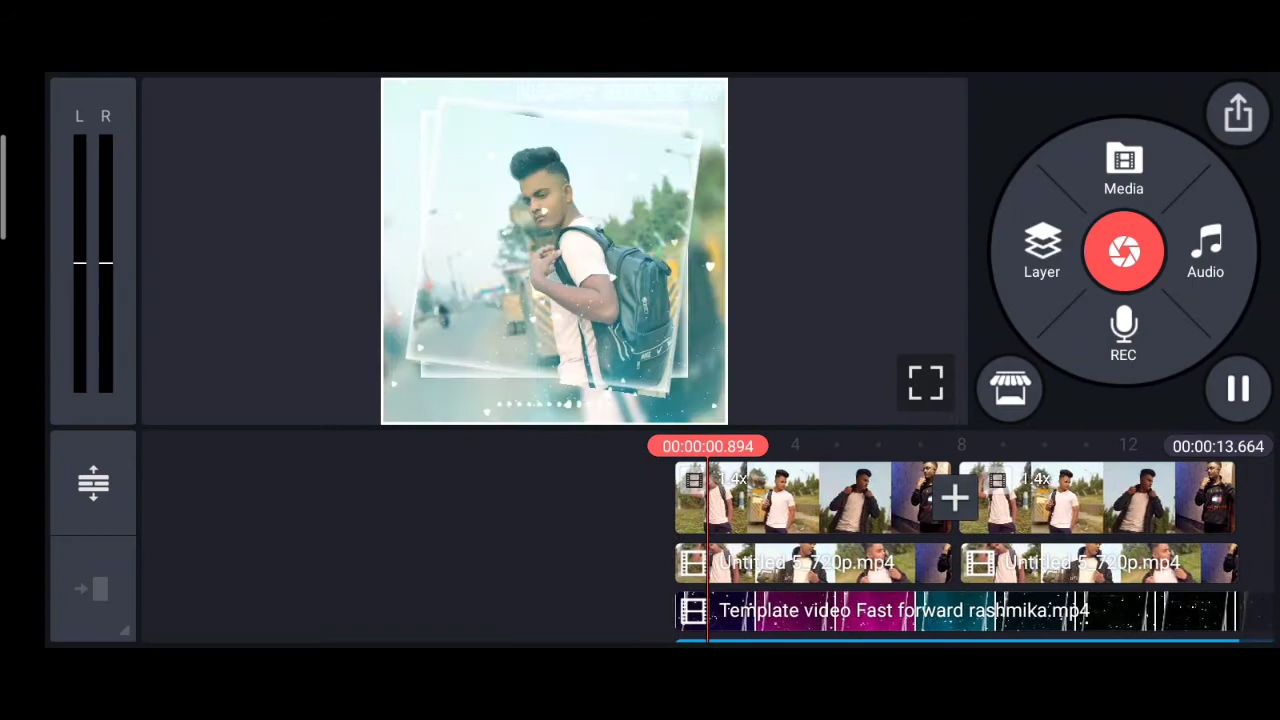 L R
Media
Layer
Audio
REC
00:00:00.894
4
8
12
00:00:13.664
1.4x
1.4x
Untitled 5_720p.mp4
Untitled 5_720p.mp4
Template video Fast forward rashmika.mp4